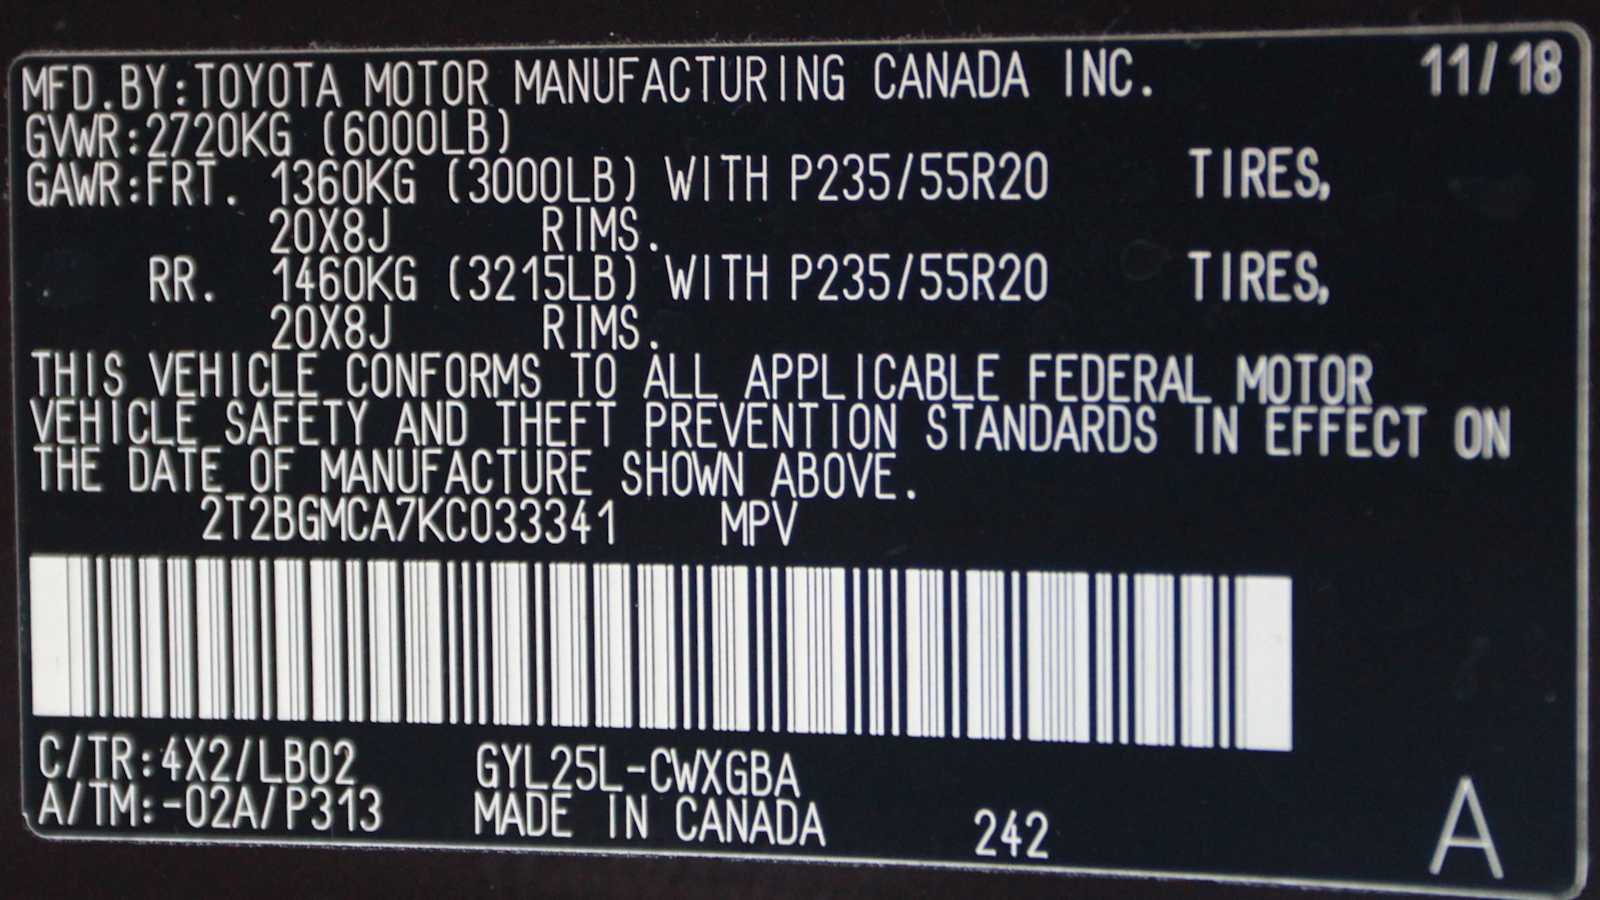 MFD.BY:TOYOTA MOTOR MANUFACTURING CANADA INC. 11/18
GVWR:2720KG (6000LB)
GAWR:FRT. 1360KG (3000LB) WITH P235/55R20 TIRES,
20X8J RIMS.
RR. 1460KG (3215LB) WITH P235/55R20 TIRES,
20X8J RIMS.
THIS VEHICLE CONFORMS TO ALL APPLICABLE FEDERAL MOTOR
VEHICLE SAFETY AND THEFT PREVENTION STANDARDS IN EFFECT ON
THE DATE OF MANUFACTURE SHOWN ABOVE.
2T2BGMCA7KC033341 MPV
C/TR:4X2/LB02 GYL25L-CWXGBA
A/TM:-02A/P313 MADE IN CANADA 242 A